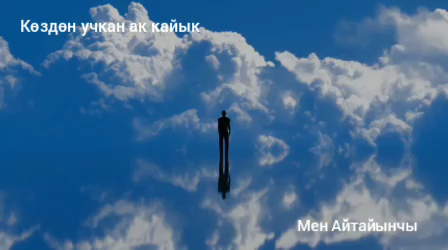 Көздөн учкан ак кайык
Мен Айтайынчы